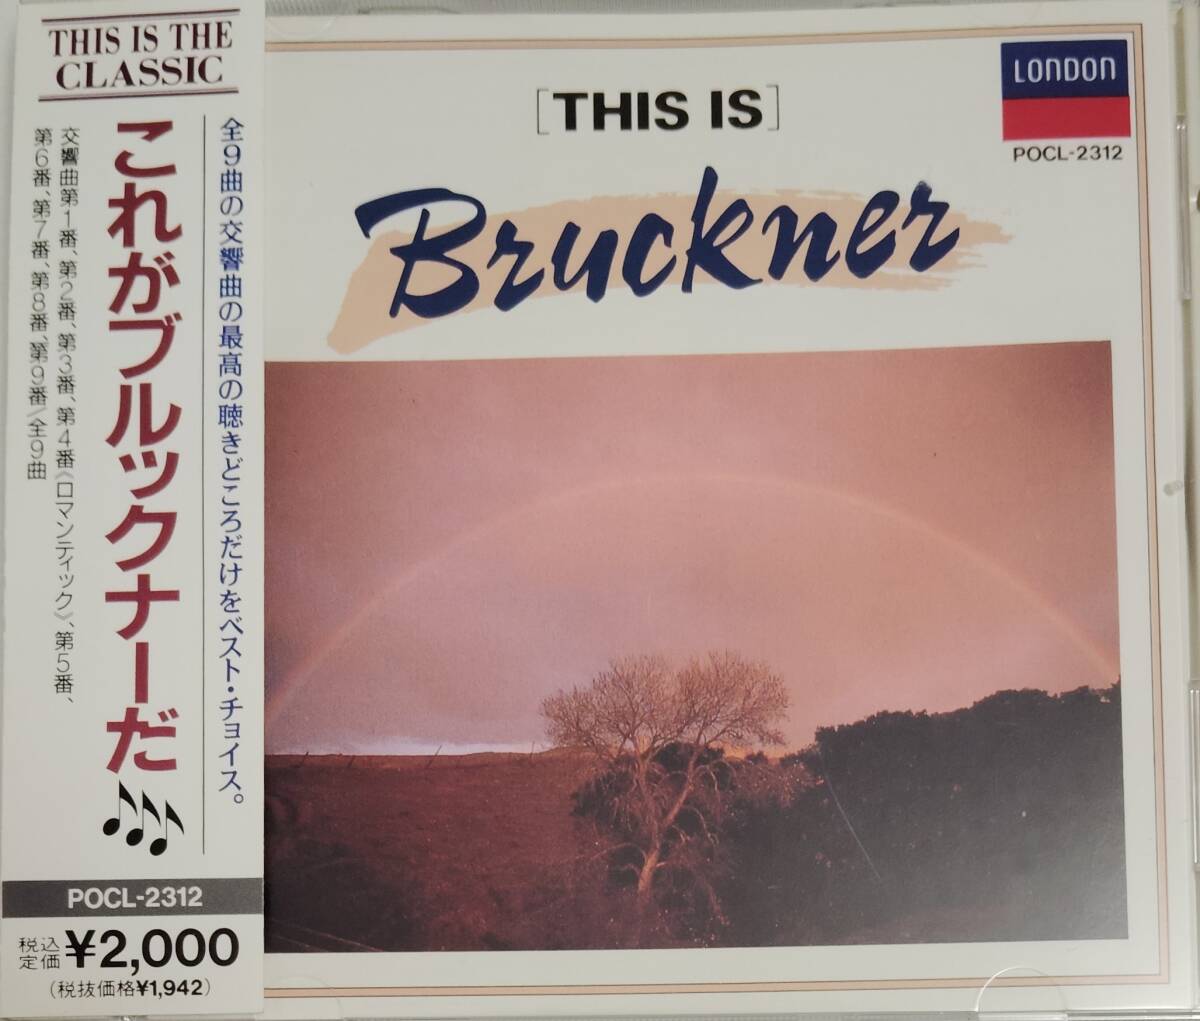 THIS IS THE
CLASSIC
全9曲の交響曲の最高の聴きどころだけをベスト・チョイス。
これがブルックナーだ
交響曲第1番、第2番、第3番、第4番《ロマンティック》、第5番、
第6番、第7番、第8番、第9番/全9曲
POCL-2312
税込
定価 ¥2,000
(税抜価格¥1,942)
[THIS IS]
Bruckner
LONDON
POCL-2312